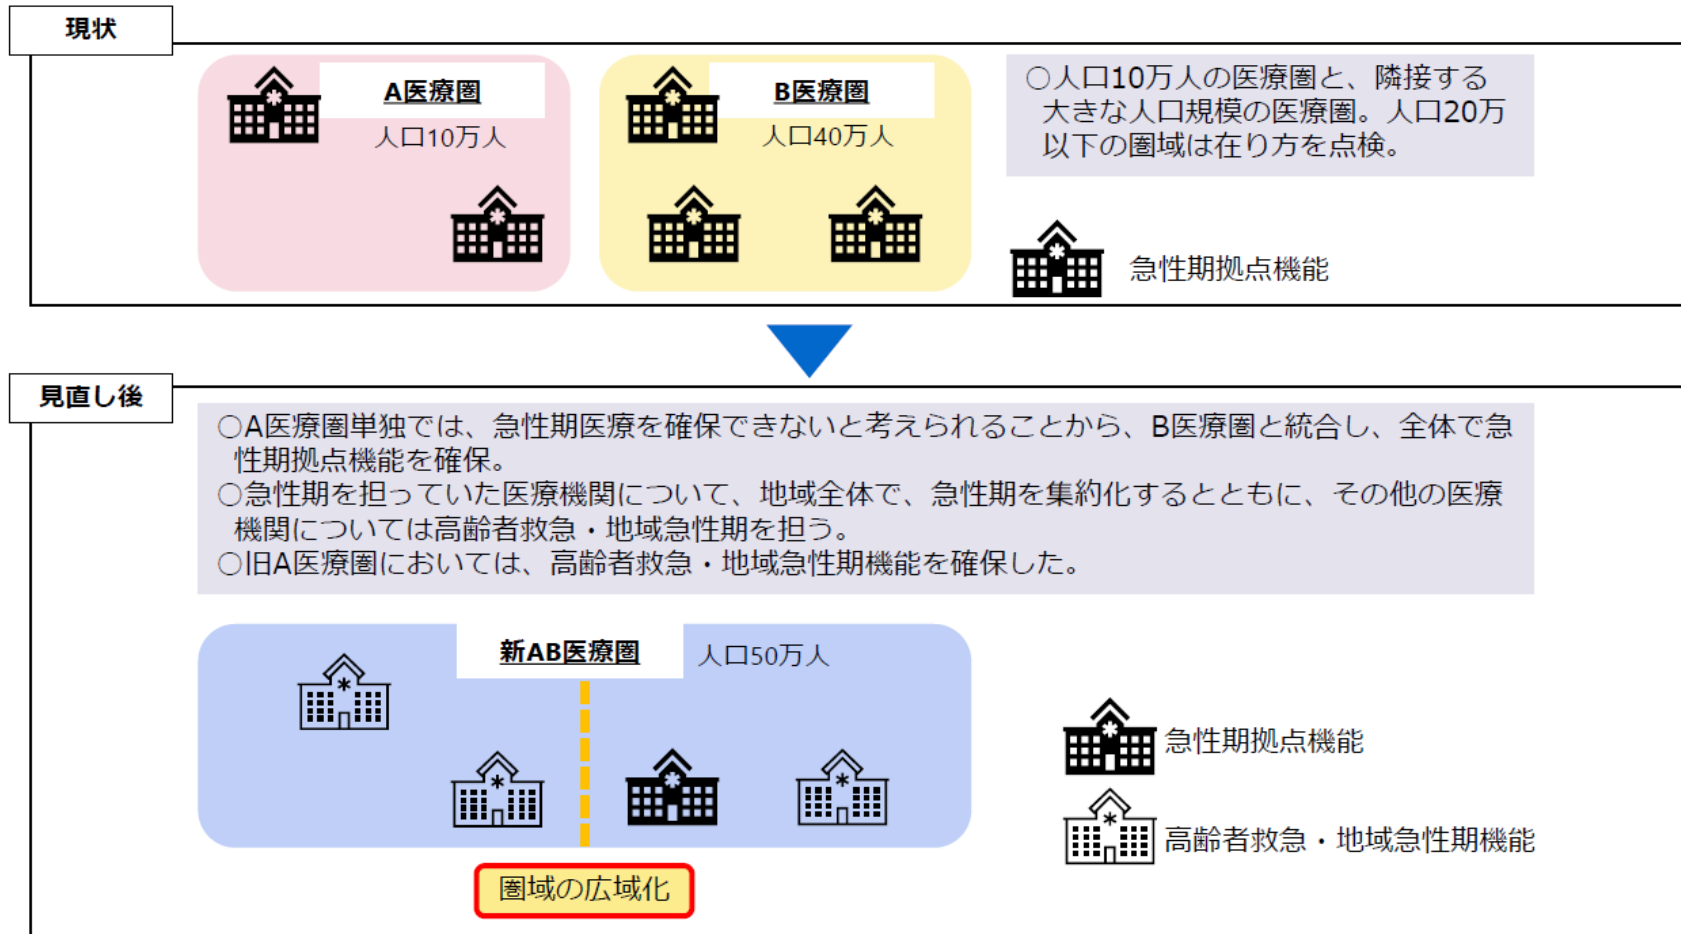 現状
A医療圏
人口10万人
B医療圏
人口40万人
○人口10万人の医療圏と、隣接する
大きな人口規模の医療圏。人口20万
以下の圏域は在り方を点検。
急性期拠点機能
見直し後
○A医療圏単独では、急性期医療を確保できないと考えられることから、B医療圏と統合し、全体で急
性期拠点機能を確保。
○急性期を担っていた医療機関について、地域全体で、急性期を集約化するとともに、その他の医療
機関については高齢者救急・地域急性期を担う。
○旧A医療圏においては、高齢者救急・地域急性期機能を確保した。
新AB医療圏
人口50万人
急性期拠点機能
高齢者救急・地域急性期機能
圏域の広域化